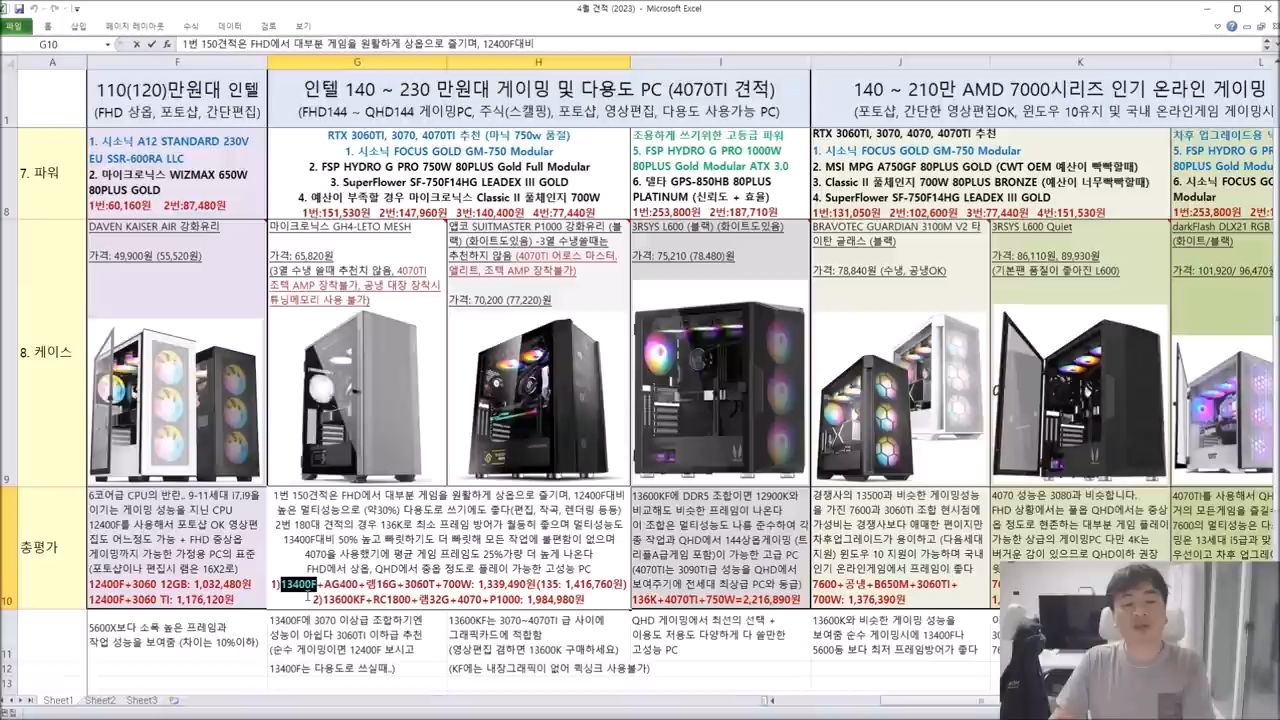 4월 견적 (2023) - Microsoft Excel
파일 홈 삽입 페이지 레이아웃 수식 데이터 검토 보기
G10 fx 1번 150견적은 FHD에서 대부분 게임을 원활하게 상옵으로 즐기며, 12400F대비
A F G H I J K L
1
110(120)만원대 인텔
(FHD 상옵, 포토샵, 간단편집)
인텔 140 ~ 230 만원대 게이밍 및 다용도 PC (4070TI 견적)
(FHD144 ~ QHD144 게이밍PC, 주식(스캘핑), 포토샵, 영상편집, 다용도 사용가능 PC)
140 ~ 210만 AMD 7000시리즈 인기 온라인 게이밍
(포토샵, 간단한 영상편집OK, 윈도우 10유지 및 국내 온라인게임 게이밍시
7. 파워
8
1. 시소닉 A12 STANDARD 230V
EU SSR-600RA LLC
2. 마이크로닉스 WIZMAX 650W
80PLUS GOLD
1번:60,160원 2번:87,480원
RTX 3060TI, 3070, 4070TI 추천 (마닉 750w 품절)
1. 시소닉 FOCUS GOLD GM-750 Modular
2. FSP HYDRO G PRO 750W 80PLUS Gold Full Modular
3. SuperFlower SF-750F14HG LEADEX III GOLD
4. 예산이 부족할 경우 마이크로닉스 Classic II 풀체인지 700W
1번:151,530원 2번:147,960원 3번:140,400원 4번:77,440원
조용하게 쓰기위한 고등급 파워
5. FSP HYDRO G PRO 1000W
80PLUS Gold Modular ATX 3.0
6. 델타 GPS-850HB 80PLUS
PLATINUM (신뢰도 + 효율)
1번:253,800원 2번:187,710원
RTX 3060TI, 3070, 4070, 4070TI 추천
1. 시소닉 FOCUS GOLD GM-750 Modular
2. MSI MPG A750GF 80PLUS GOLD (CWT OEM 예산이 빡빡할때)
3. Classic II 풀체인지 700W 80PLUS BRONZE (예산이 너무빡빡할때)
4. SuperFlower SF-750F14HG LEADEX III GOLD
1번:131,050원 2번:102,600원 3번:77,440원 4번:151,530원
차후 업그레이드용 
5. FSP HYDRO G
80PLUS Gold Mo
6. 시소닉 FOCUS GO
Modular
1번:253,800원 2번:1
8. 케이스
9
DAVEN KAISER AIR 강화유리
가격: 49,900원 (55,520원)
마이크로닉스 GH4-LETO MESH
가격: 65,820원
(3열 수냉 쓸때 추천치 않음, 4070TI
조텍 AMP 장착불가, 공냉 대장 장착시
튜닝메모리 사용 불가)
앱코 SUITMASTER P1000 강화유리 (블
랙) (화이트도있음) -3열 수냉쓸때는
추천하지 않음 (4070TI 어로스 마스터,
엘리트, 조텍 AMP 장착불가)
가격: 70,200 (77,220)원
3RSYS L600 (블랙) (화이트도있음)
가격: 75,210 (78,480)원
BRAVOTEC GUARDIAN 3100M V2 티
이탄 글래스 (블랙)
가격: 78,840원 (수냉, 공냉OK)
3RSYS L600 Quiet
가격: 86,110원, 89,930원
(기본팬 품질이 좋아진 L600)
darkFlash DLX21 RGB
(화이트/블랙)
가격: 101,920/ 96,470
총평가
10
6코어급 CPU의 반란.. 9-11세대 i7,i9을
이기는 게이밍 성능을 지닌 CPU
12400F를 사용해서 포토샵 OK 영상편
집도 어느정도 가능 + FHD 중상옵
게이밍까지 가능한 가정용 PC의 표준
(포토샵이나 편집시 램은 16X2로)
12400F+3060 12GB: 1,032,480원
12400F+3060 TI: 1,176,120원
1번 150견적은 FHD에서 대부분 게임을 원활하게 상옵으로 즐기며, 12400F대비
높은 멀티성능으로 (약30%) 다용도로 쓰기에도 좋다(편집, 작곡, 렌더링 등등)
2번 180대 견적의 경우 136K로 최소 프레임 방어가 월등히 좋으며 멀티성능도
13400F대비 50% 높고 빠릿하기도 더 빠릿해 모든 작업에 불편함이 없으며
4070을 사용했기에 평균 게임 프레임도 25%가량 더 높게 나온다
FHD에서 상옵, QHD에서 중옵 정도로 플레이 가능한 고성능 PC
1)13400F+AG400+램16G+3060T+700W: 1,339,490원(135: 1,416,760원)
2)13600KF+RC1800+램32G+4070+P1000: 1,984,980원
13600KF에 DDR5 조합이면 12900K와
비교해도 비슷한 프레임이 나온다
이 조합은 멀티성능도 나름 준수하여 각
종 작업과 QHD에서 144상옵게이밍 (트
리플A급게임 포함)이 가능한 고급 PC
(4070TI는 3090TI급 성능을 QHD에서
보여주기에 전세대 최상급 PC와 동급)
136K+4070TI+750W=2,216,890원
경쟁사의 13500과 비슷한 게이밍성능
을 가진 7600과 3060TI 조합 현시점에
가성비는 경쟁사보다 애매한 편이지만
차후업그레이드가 용이하고 (다음세대
지원) 윈도우 10 지원이 가능하며 국내
인기 온라인 게임에서 프레임이 잘나온다
7600+공냉+B650M+3060TI+
700W: 1,376,390원
4070 성능은 3080과 비슷합니다.
FHD 상황에서는 풀옵 QHD에서는 상중
옵 정도로 현존하는 대부분 게임 플레이
가능한 상급의 게이밍PC 다만 4K는
버거운 감이 있으므로 QHD이하 권장
4070TI를 사용해서 QH
거의 모든게임을 즐길
7600의 멀티성능은 다
밍은 13세대 i5급과 맞
우선이고 차후 업그레
11
5600X보다 소폭 높은 프레임과
작업 성능을 보여줌 (차이는 10%이하)
13400F에 3070 이상급 조합하기엔
성능이 아쉽다 3060TI 이하급 추천
(순수 게이밍이면 12400F 보시고
13600KF는 3070~4070TI 급 사이에
그래픽카드에 적합함
(영상편집 겸하면 13600K 구매하세요)
QHD 게이밍에서 최선의 선택 +
이용도 저용도 다양하게 다 쓸만한
고성능 PC
13600K와 비슷한 게이밍 성능을
보여줌 순수 게이밍시에 13400F나
5600등 보다 최저 프레임방어가 좋다
12
13400F는 다용도로 쓰실때..)
(KF에는 내장그래픽이 없어 퀵싱크 사용불가)
13
Sheet1 Sheet2 Sheet3
편집